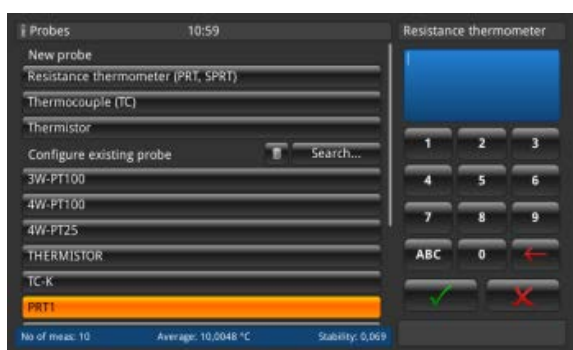 Probes 10:59
New probe
Resistance thermometer (PRT, SPRT)
Thermocouple (TC)
Thermistor
Configure existing probe Search...
3W-PT100
4W-PT100
4W-PT25
THERMISTOR
TC-K
PRT1
No of meas: 10 Average: 10,0048 °C Stability: 0,069
Resistance thermometer
1 2 3
4 5 6
7 8 9
ABC 0